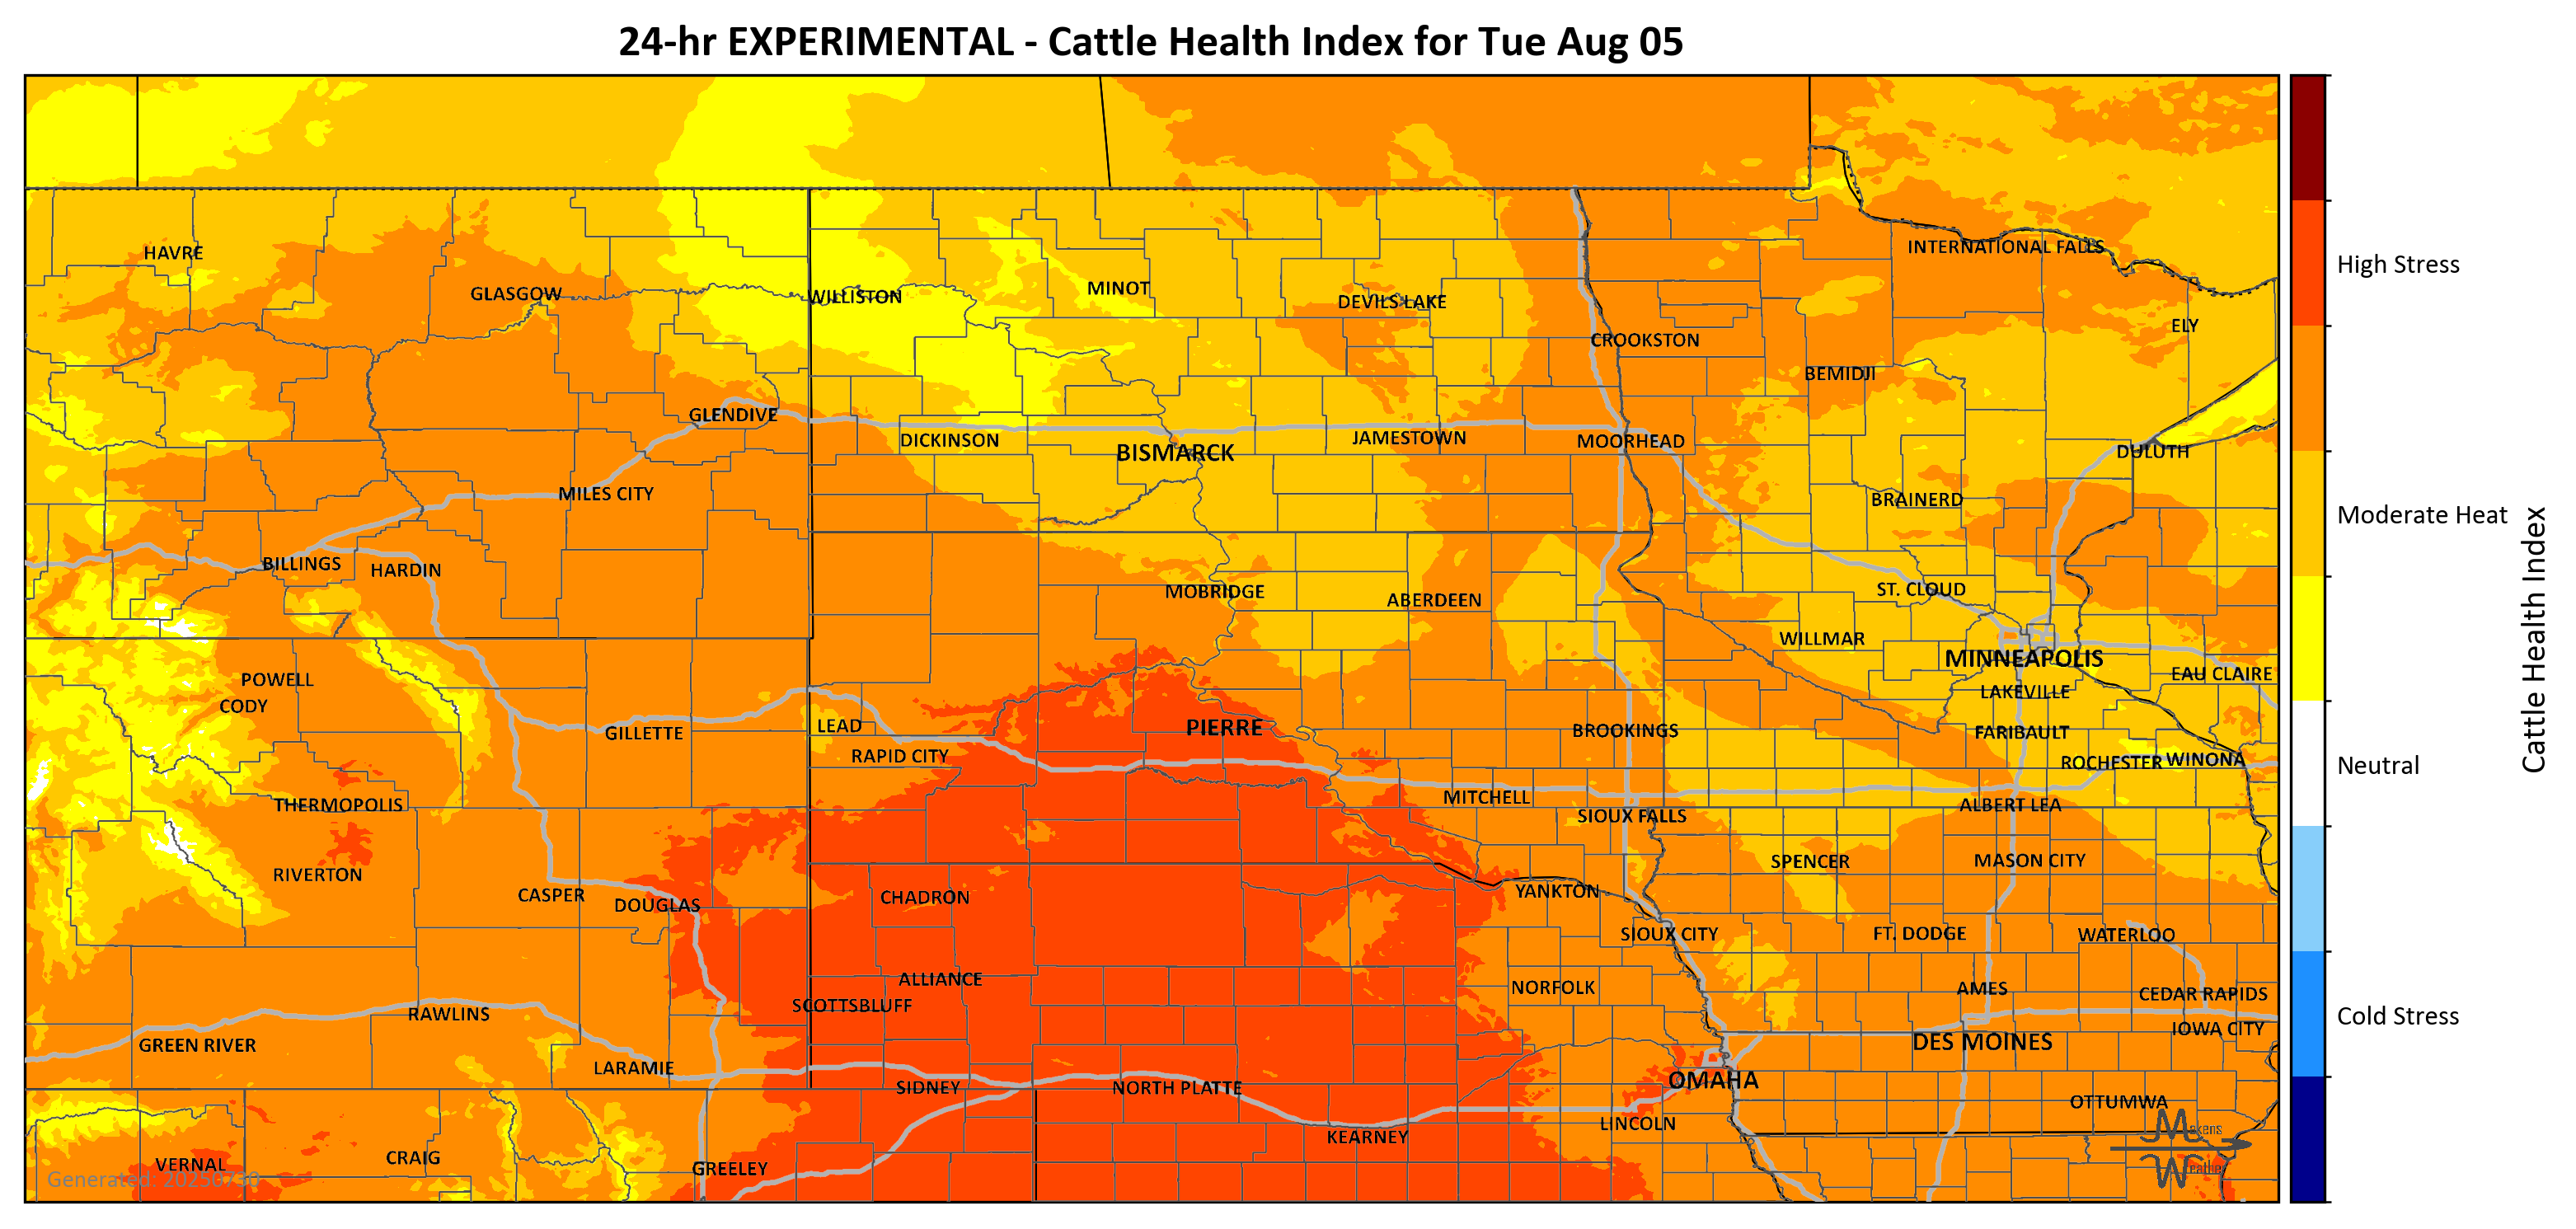 24-hr EXPERIMENTAL - Cattle Health Index for Tue Aug 05
HAVRE
GLASGOW
WILLISTON
MINOT
DEVILS LAKE
INTERNATIONAL FALLS
High Stress
CROOKSTON
ELY
BEMIDJI
GLENDIVE
DICKINSON
BISMARCK
JAMESTOWN
MOORHEAD
DULUTH
MILES CITY
BRAINERD
Moderate Heat
BILLINGS
HARDIN
MOBRIDGE
ABERDEEN
ST. CLOUD
WILLMAR
MINNEAPOLIS
Cattle Health Index
POWELL
CODY
LAKEVILLE
EAU CLAIRE
GILLETTE
LEAD
PIERRE
BROOKINGS
FARIBAULT
RAPID CITY
ROCHESTER
WINONA
Neutral
THERMOPOLIS
MITCHELL
SIOUX FALLS
ALBERT LEA
RIVERTON
CASPER
DOUGLAS
CHADRON
YANKTON
SPENCER
MASON CITY
SIOUX CITY
FT. DODGE
WATERLOO
ALLIANCE
SCOTTSBLUFF
NORFOLK
AMES
CEDAR RAPIDS
Cold Stress
RAWLINS
GREEN RIVER
IOWA CITY
DES MOINES
LARAMIE
SIDNEY
NORTH PLATTE
OMAHA
OTTUMWA
LINCOLN
KEARNEY
Makens
Weather
VERNAL
CRAIG
GREELEY
Generated: 20250730